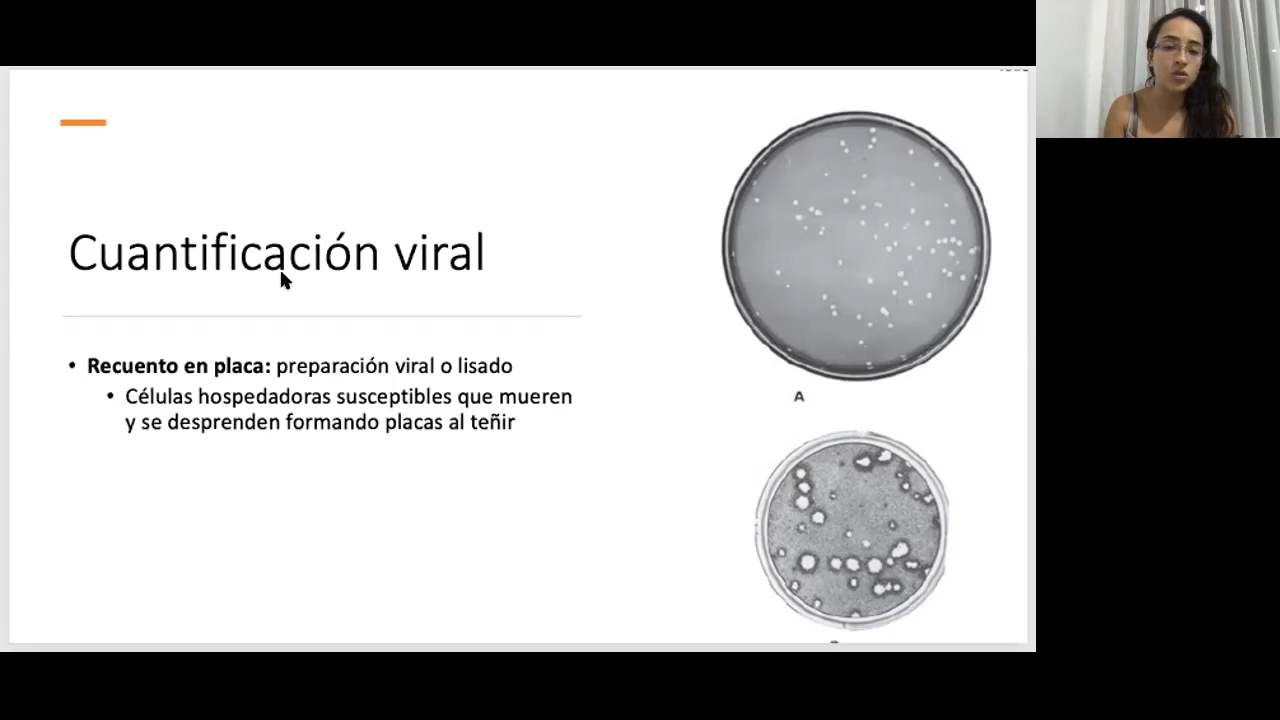 Cuantificación viral
• Recuento en placa: preparación viral o lisado
• Células hospedadoras susceptibles que mueren
y se desprenden formando placas al teñir
A